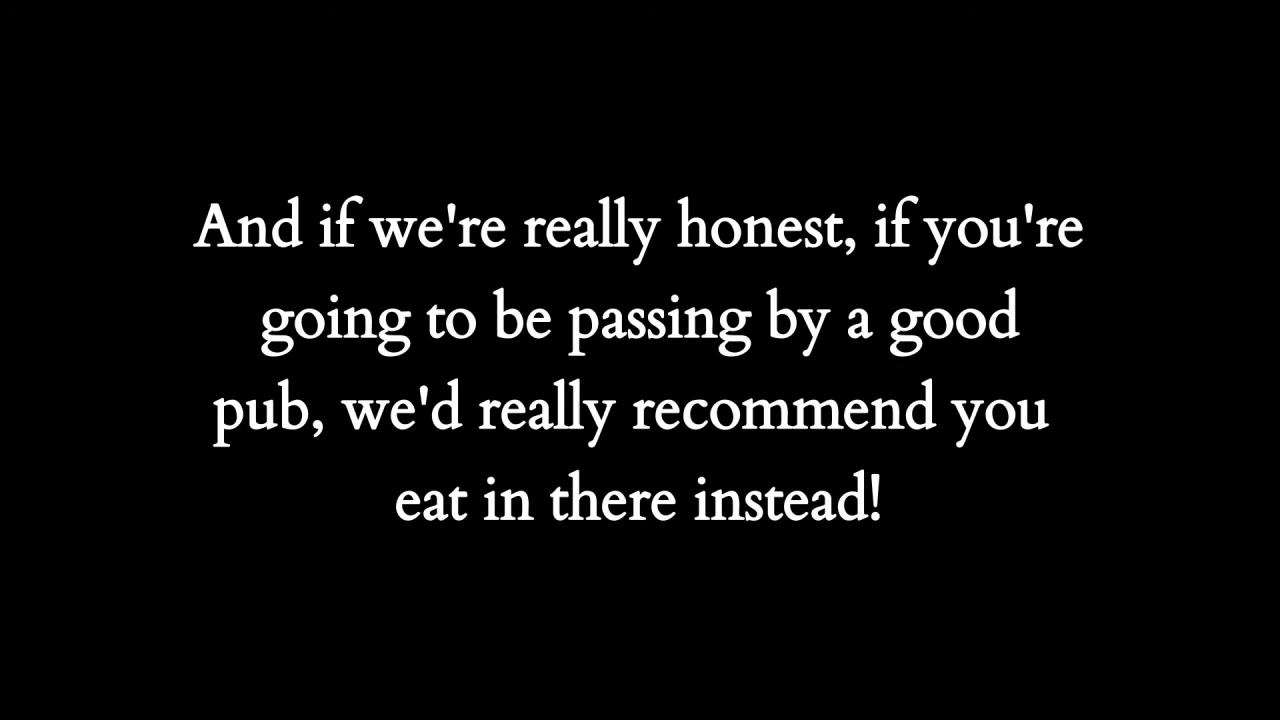 And if we're really honest, if you're
going to be passing by a good
pub, we'd really recommend you
eat in there instead!